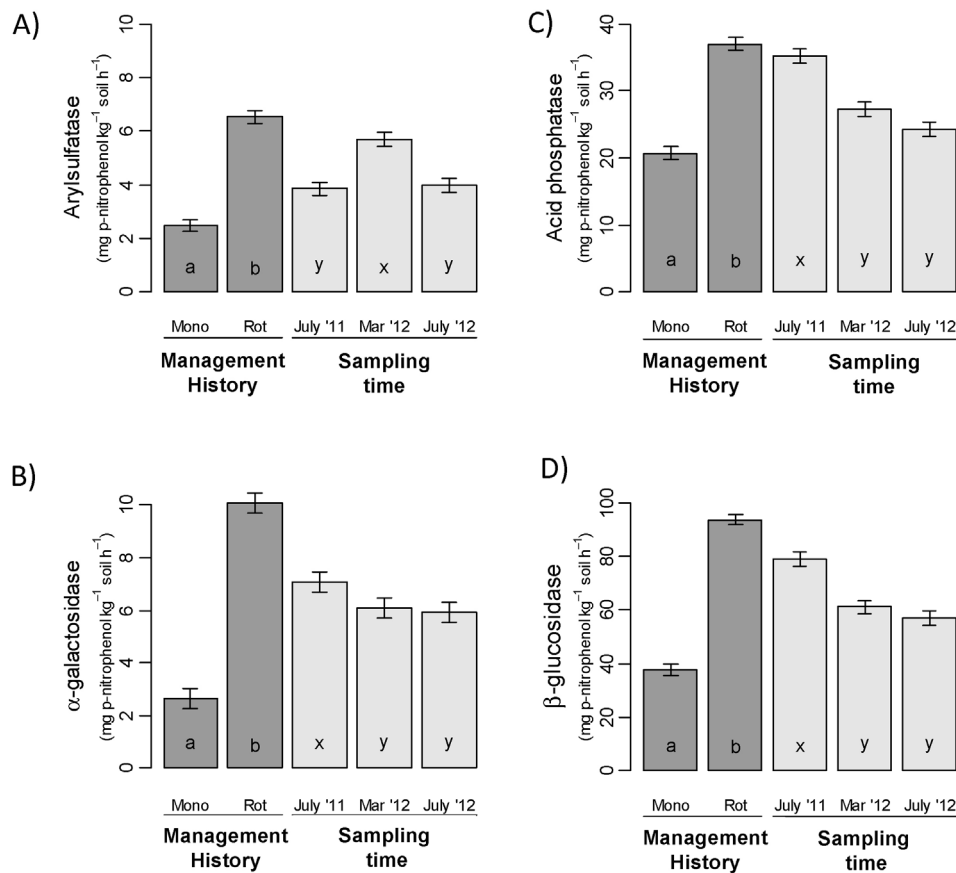 A)
Arylsulfatase
(mg p-nitrophenol kg⁻¹ soil h⁻¹)
10
8
6
4
2
0
a
b
y
x
y
Mono Rot July '11 Mar '12 July '12
Management
History
Sampling
time
C)
Acid phosphatase
(mg p-nitrophenol kg⁻¹ soil h⁻¹)
40
30
20
10
0
a
b
x
y
y
Mono Rot July '11 Mar '12 July '12
Management
History
Sampling
time
B)
α-galactosidase
(mg p-nitrophenol kg⁻¹ soil h⁻¹)
10
8
6
4
2
0
a
b
x
y
y
Mono Rot July '11 Mar '12 July '12
Management
History
Sampling
time
D)
β-glucosidase
(mg p-nitrophenol kg⁻¹ soil h⁻¹)
100
80
60
40
20
0
a
b
x
y
y
Mono Rot July '11 Mar '12 July '12
Management
History
Sampling
time